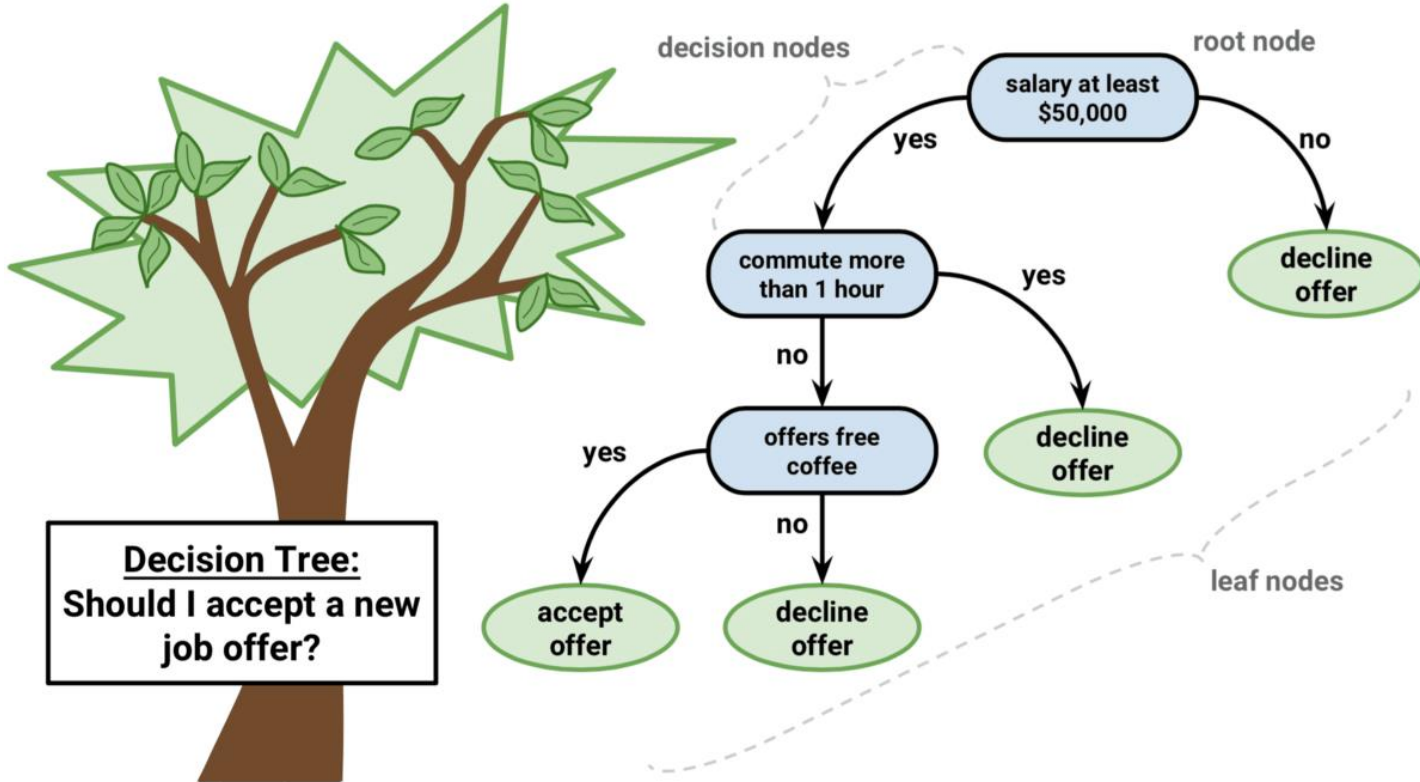 decision nodes
root node
salary at least
$50,000
yes
no
commute more
than 1 hour
yes
decline
offer
no
offers free
coffee
decline
offer
yes
no
accept
offer
decline
offer
leaf nodes
Decision Tree:
Should I accept a new
job offer?